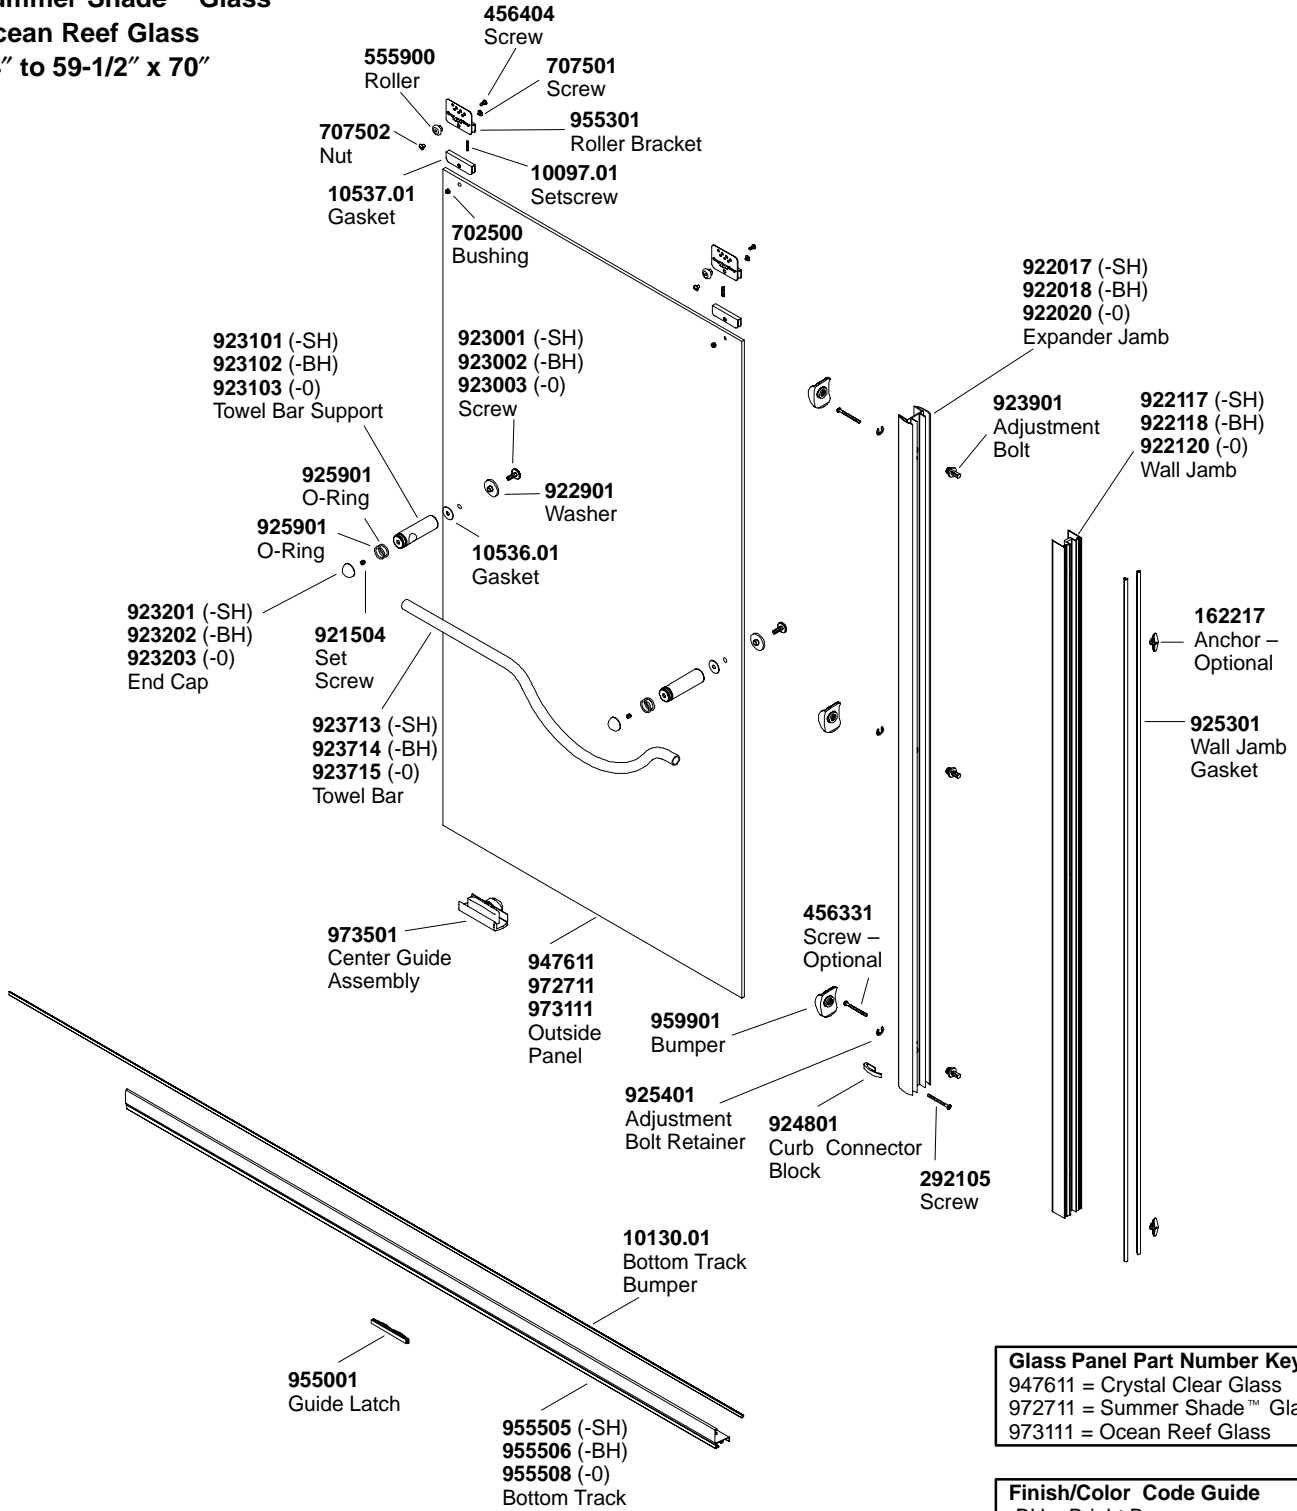 Shade™ Glass
Reef Glass
to 59-1/2″ x 70″
456404
Screw
555900
Roller
707501
Screw
707502
Nut
955301
Roller Bracket
10097.01
Setscrew
10537.01
Gasket
702500
Bushing
922017 (-SH)
922018 (-BH)
922020 (-0)
Expander Jamb
923101 (-SH)
923102 (-BH)
923103 (-0)
Towel Bar Support
923001 (-SH)
923002 (-BH)
923003 (-0)
Screw
923901
Adjustment
Bolt
922117 (-SH)
922118 (-BH)
922120 (-0)
Wall Jamb
925901
O-Ring
922901
Washer
925901
O-Ring
10536.01
Gasket
923201 (-SH)
923202 (-BH)
923203 (-0)
End Cap
921504
Set
Screw
162217
Anchor –
Optional
923713 (-SH)
923714 (-BH)
923715 (-0)
Towel Bar
925301
Wall Jamb
Gasket
973501
Center Guide
Assembly
947611
972711
973111
Outside
Panel
456331
Screw –
Optional
959901
Bumper
925401
Adjustment
Bolt Retainer
924801
Curb Connector
Block
292105
Screw
10130.01
Bottom Track
Bumper
955001
Guide Latch
955505 (-SH)
955506 (-BH)
955508 (-0)
Bottom Track
Glass Panel Part Number Key
947611 = Crystal Clear Glass
972711 = Summer Shade™
973111 = Ocean Reef Glass
Finish/Color Code Guide